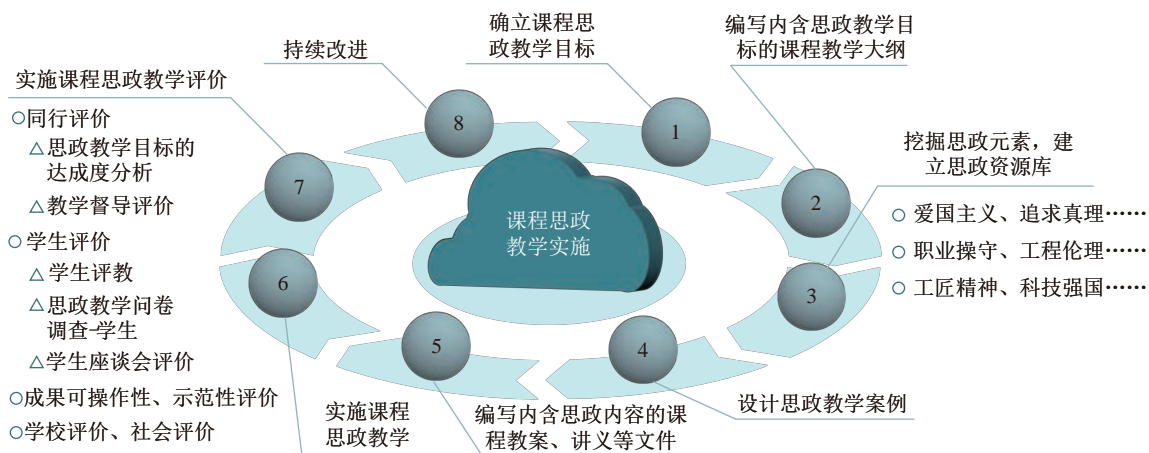 确立课程思
政教学目标
编写内含思政教学目
标的课程教学大纲
持续改进
实施课程思政教学评价
○同行评价
△思政教学目标的
达成度分析
△教学督导评价
○学生评价
△学生评教
△思政教学问卷
调查-学生
△学生座谈会评价
○成果可操作性、示范性评价
○学校评价、社会评价
挖掘思政元素，建
立思政资源库
○ 爱国主义、追求真理……
○ 职业操守、工程伦理……
○ 工匠精神、科技强国……
课程思政
教学实施
1
2
3
4
5
6
7
8
设计思政教学案例
编写内含思政内容的课
程教案、讲义等文件
实施课程
思政教学